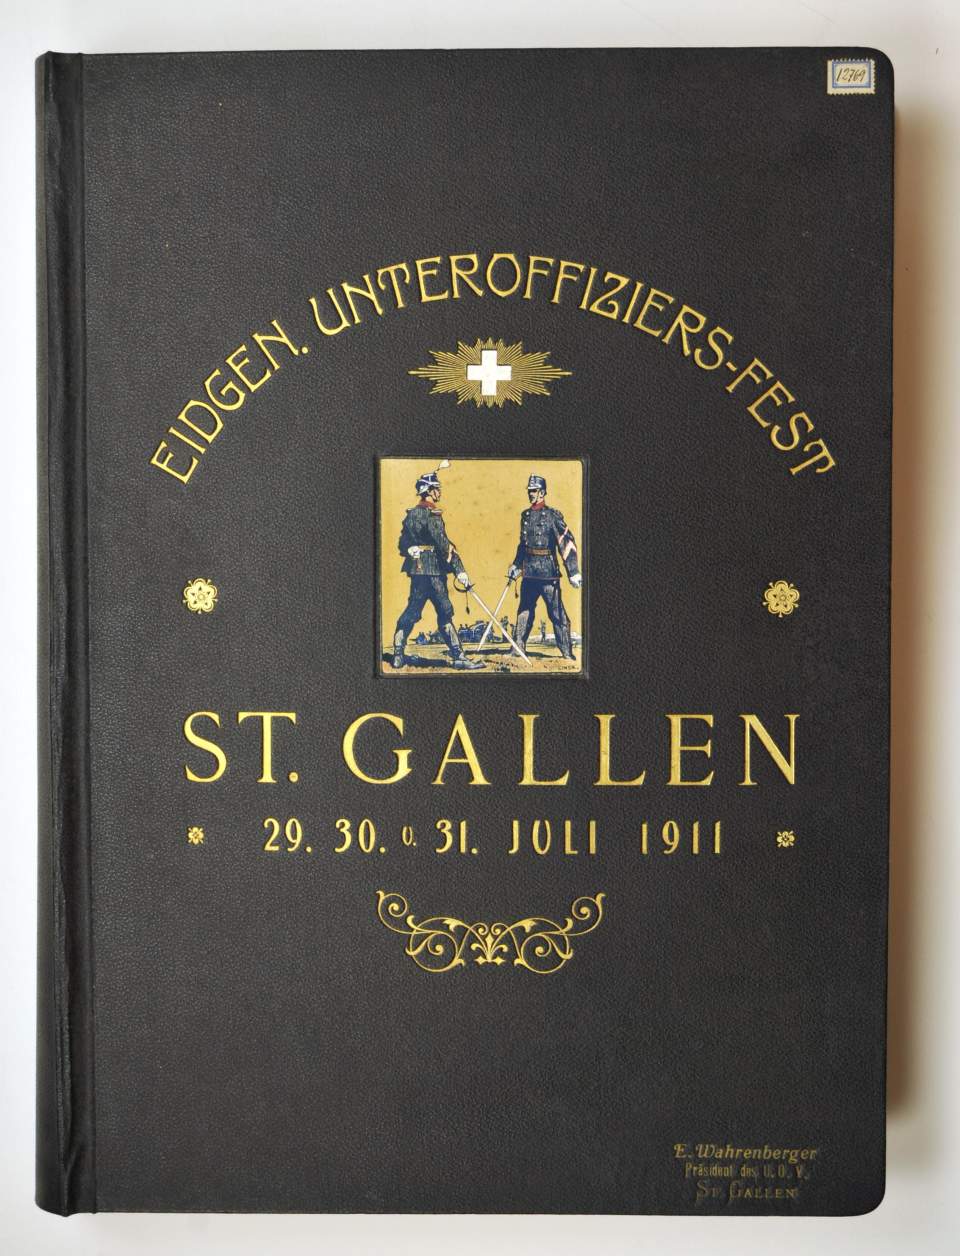 12769
EIDGEN. UNTEROFFIZIERS-FEST
ST. GALLEN
29. 30. U. 31. JULI 1911
E. Wahrenberger
Präsident des U. O. V.
ST. GALLEN